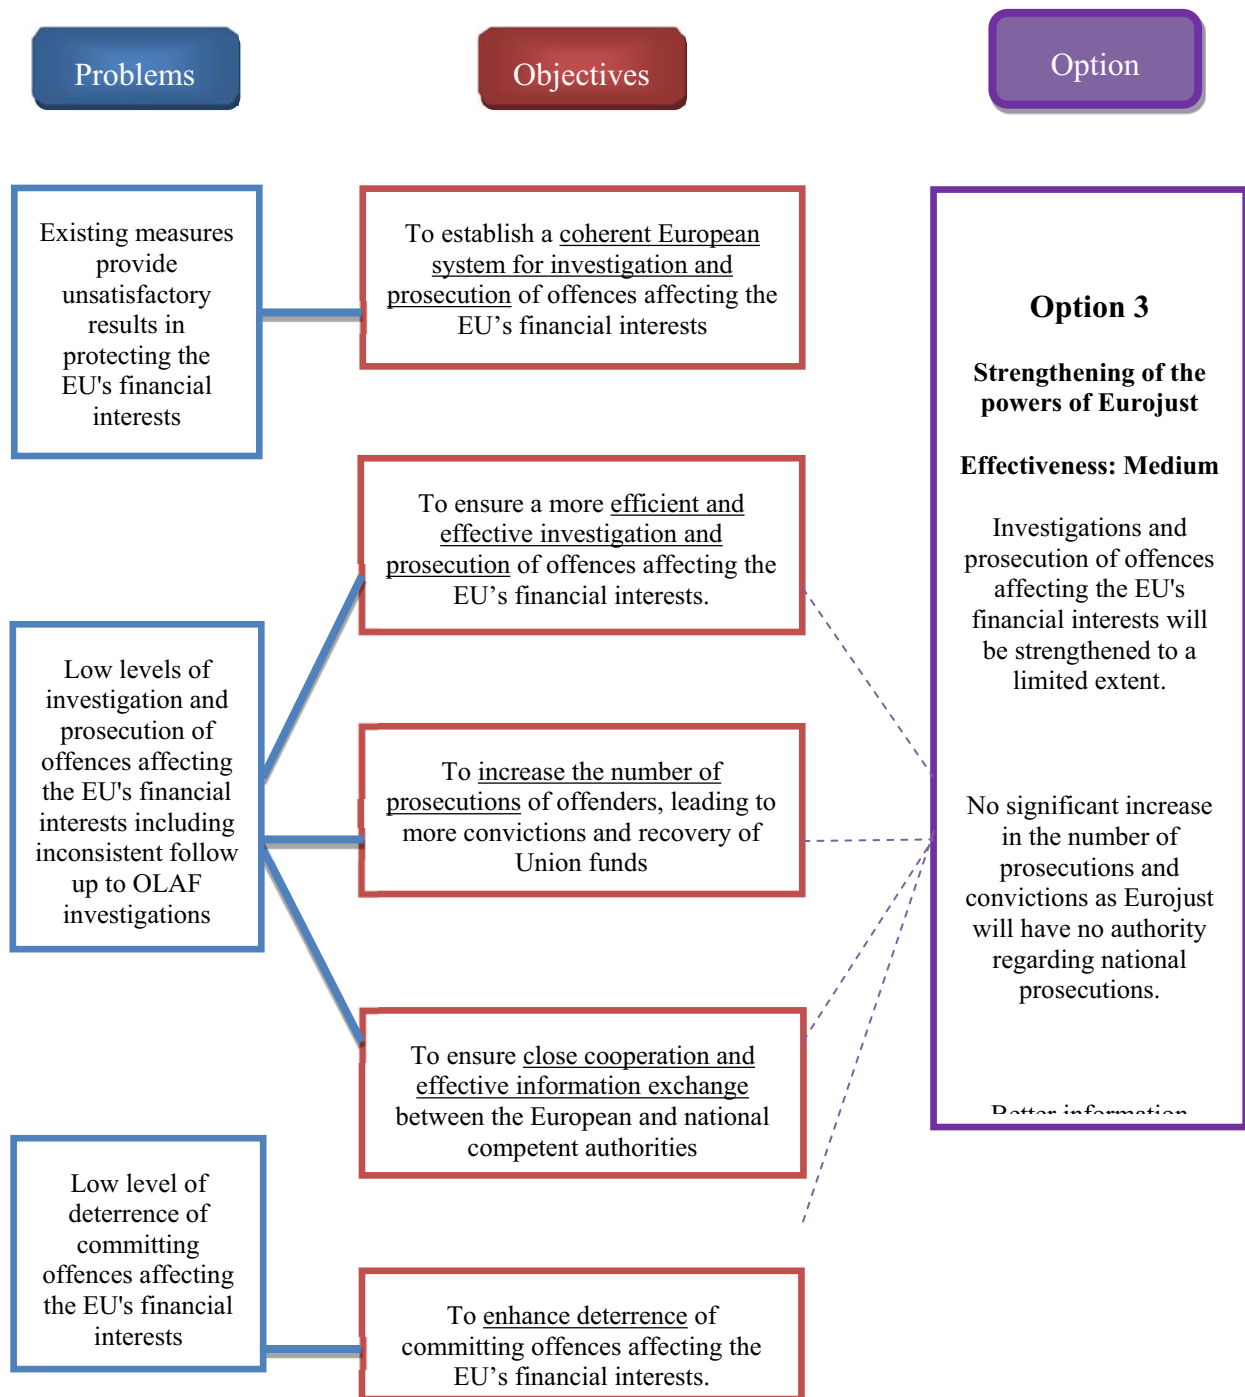 Problems
Objectives
Option
Existing measures
provide
unsatisfactory
results in
protecting the
EU's financial
interests
To establish a coherent European
system for investigation and
prosecution of offences affecting the
EU’s financial interests
To ensure a more efficient and
effective investigation and
prosecution of offences affecting the
EU’s financial interests.
Low levels of
investigation and
prosecution of
offences affecting
the EU's financial
interests including
inconsistent follow
up to OLAF
investigations
To increase the number of
prosecutions of offenders, leading to
more convictions and recovery of
Union funds
To ensure close cooperation and
effective information exchange
between the European and national
competent authorities
Low level of
deterrence of
committing
offences affecting
the EU's financial
interests
To enhance deterrence of
committing offences affecting the
EU’s financial interests.
Option 3
Strengthening of the
powers of Eurojust
Effectiveness: Medium
Investigations and
prosecution of offences
affecting the EU's
financial interests will
be strengthened to a
limited extent.
No significant increase
in the number of
prosecutions and
convictions as Eurojust
will have no authority
regarding national
prosecutions.
Better information